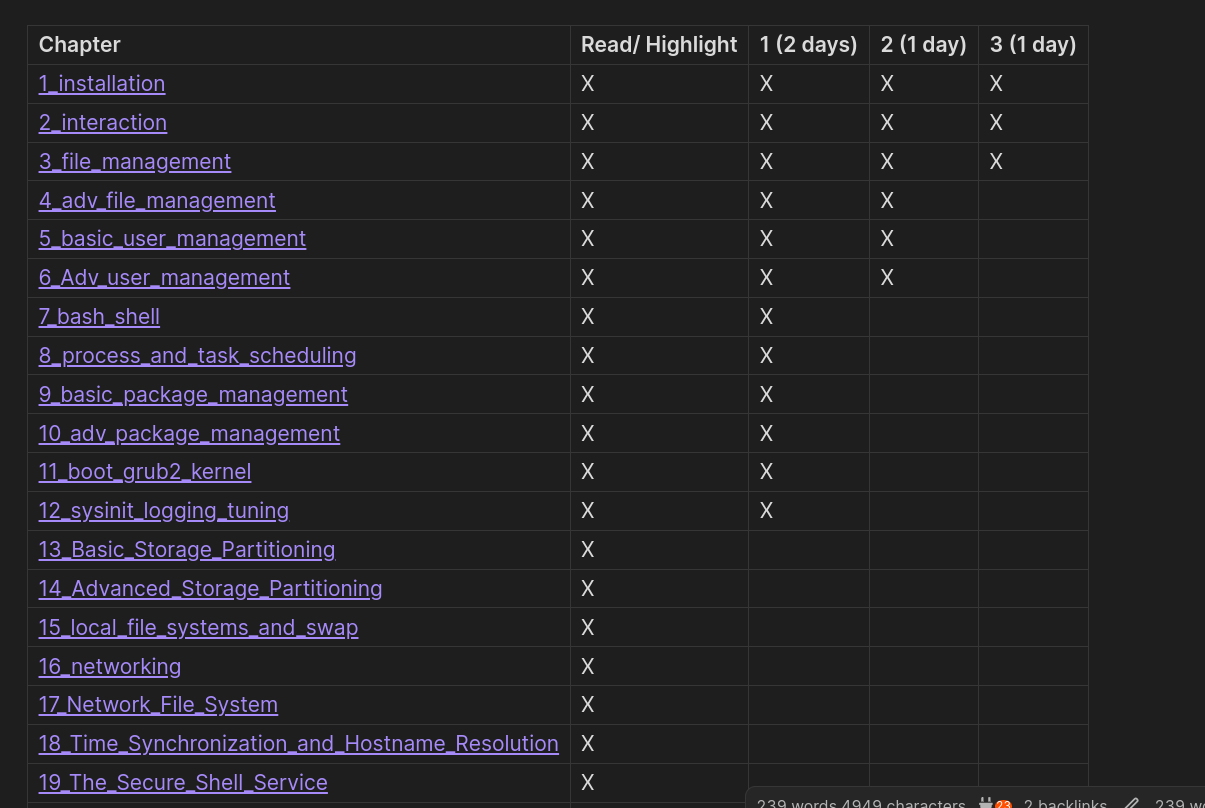 Chapter Read/ Highlight 1 (2 days) 2 (1 day) 3 (1 day)
1_installation X X X X
2_interaction X X X X
3_file_management X X X X
4_adv_file_management X X X
5_basic_user_management X X X
6_Adv_user_management X X X
7_bash_shell X X
8_process_and_task_scheduling X X
9_basic_package_management X X
10_adv_package_management X X
11_boot_grub2_kernel X X
12_sysinit_logging_tuning X X
13_Basic_Storage_Partitioning X
14_Advanced_Storage_Partitioning X
15_local_file_systems_and_swap X
16_networking X
17_Network_File_System X
18_Time_Synchronization_and_Hostname_Resolution X
19_The_Secure_Shell_Service X
239 words 4949 characters 23 2 backlinks 239